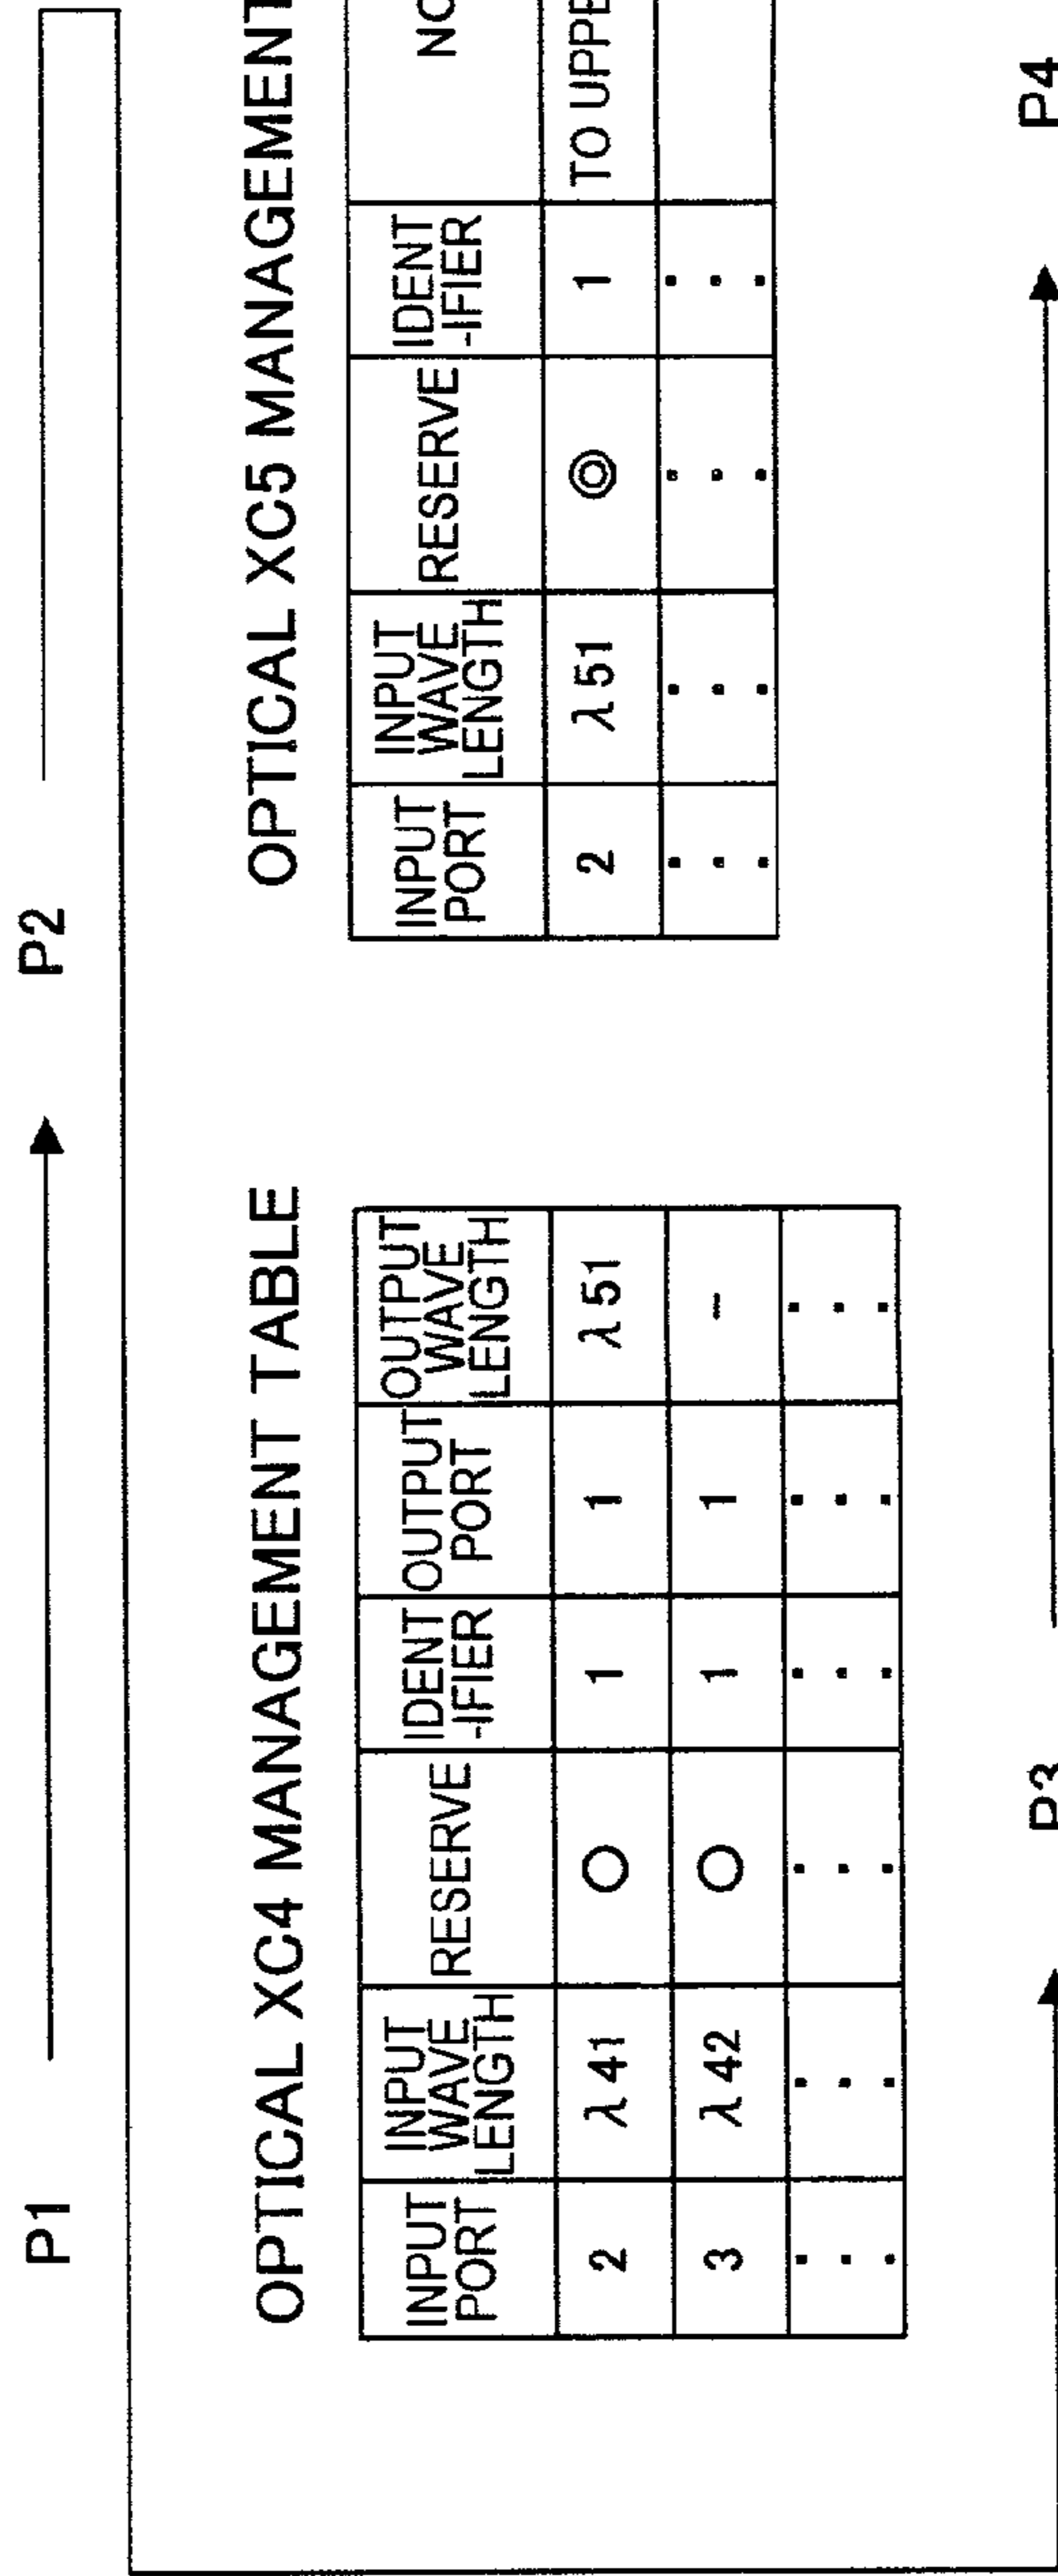 P1 P2
OPTICAL XC4 MANAGEMENT TABLE
INPUT PORT INPUT WAVE LENGTH RESERVE IDENT-IFIER OUTPUT PORT OUTPUT WAVE LENGTH
2 λ41 ○ 1 1 λ51
3 λ42 ○ 1 1 -
OPTICAL XC5 MANAGEMENT
INPUT PORT INPUT WAVE LENGTH RESERVE IDENT-IFIER
2 λ51 ◎ 1 TO
P3 P4